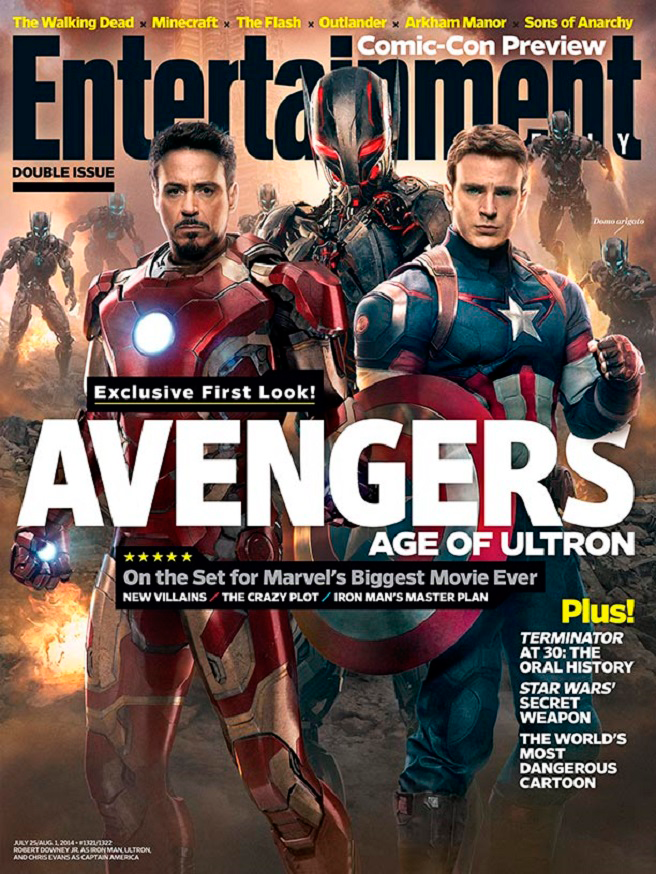 The Walking Dead × Minecraft × The Flash × Outlander × Arkham Manor × Sons of Anarchy
Comic-Con Preview
Entertainment
WEEKLY
DOUBLE ISSUE
Domo arigato
Exclusive First Look!
AVENGERS
AGE OF ULTRON
★★★★★
On the Set for Marvel's Biggest Movie Ever
NEW VILLAINS / THE CRAZY PLOT / IRON MAN'S MASTER PLAN
Plus!
TERMINATOR
AT 30: THE
ORAL HISTORY
STAR WARS'
SECRET
WEAPON
THE WORLD'S
MOST
DANGEROUS
CARTOON
JULY 25/AUG. 1, 2014 • #1321/1322
ROBERT DOWNEY JR. AS IRON MAN, ULTRON,
AND CHRIS EVANS AS CAPTAIN AMERICA